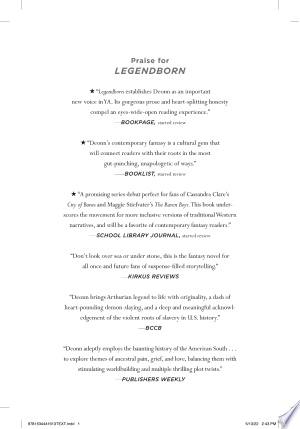 Praise for
LEGENDBORN
★ “Legendborn establishes Deonn as an important
new voice in YA. Its gorgeous prose and heart-splitting honesty
compel an eyes-wide-open reading experience.”
—BOOKPAGE, starred review
★ “Deonn’s contemporary fantasy is a cultural gem that
will connect readers with their roots in the most
gut-punching, unapologetic of ways.”
—BOOKLIST, starred review
★ “A promising series debut perfect for fans of Cassandra Clare’s
City of Bones and Maggie Stiefvater’s The Raven Boys. This book under-
scores the movement for more inclusive versions of traditional Western
narratives, and will be a favorite of contemporary fantasy readers.”
—SCHOOL LIBRARY JOURNAL, starred review
“Don’t look over sea or under stone, this is the fantasy novel for
all once and future fans of suspense-filled storytelling.”
—KIRKUS REVIEWS
“Deonn brings Arthurian legend to life with originality, a dash of
heart-pounding demon-slaying, and a deep and meaningful acknowl-
edgement of the violent roots of slavery in U.S. history.”
—BCCB
“Deonn adeptly employs the haunting history of the American South . . .
to explore themes of ancestral pain, grief, and love, balancing them with
stimulating worldbuilding and multiple thrilling plot twists.”
—PUBLISHERS WEEKLY
9781534441613TEXT.indd 1
5/13/22 2:43 PM